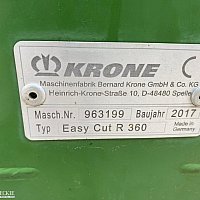 KRONE C
Maschinenfabrik Bernard Krone GmbH & Co. KG
Heinrich-Krone-Straße 10, D-48480 Spelle
Masch.Nr. 963199 Baujahr 2017
Typ Easy Cut R 360 Made in Germany